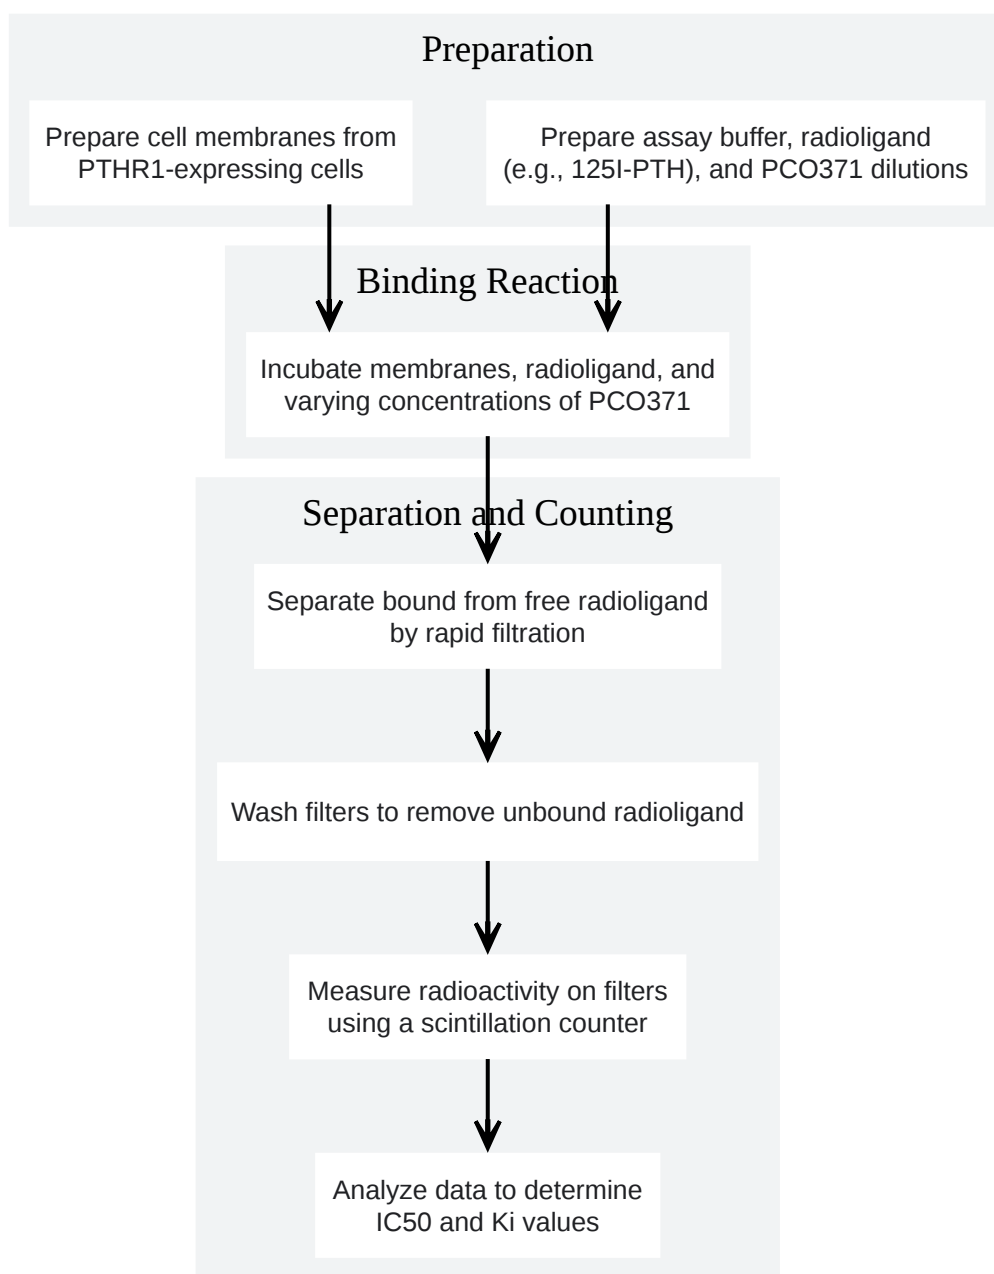 Preparation
Prepare cell membranes from
PTHR1-expressing cells
Prepare assay buffer, radioligand
(e.g., 125I-PTH), and PCO371 dilutions
Binding Reaction
Incubate membranes, radioligand, and
varying concentrations of PCO371
Separation and Counting
Separate bound from free radioligand
by rapid filtration
Wash filters to remove unbound radioligand
Measure radioactivity on filters
using a scintillation counter
Analyze data to determine
IC50 and Ki values